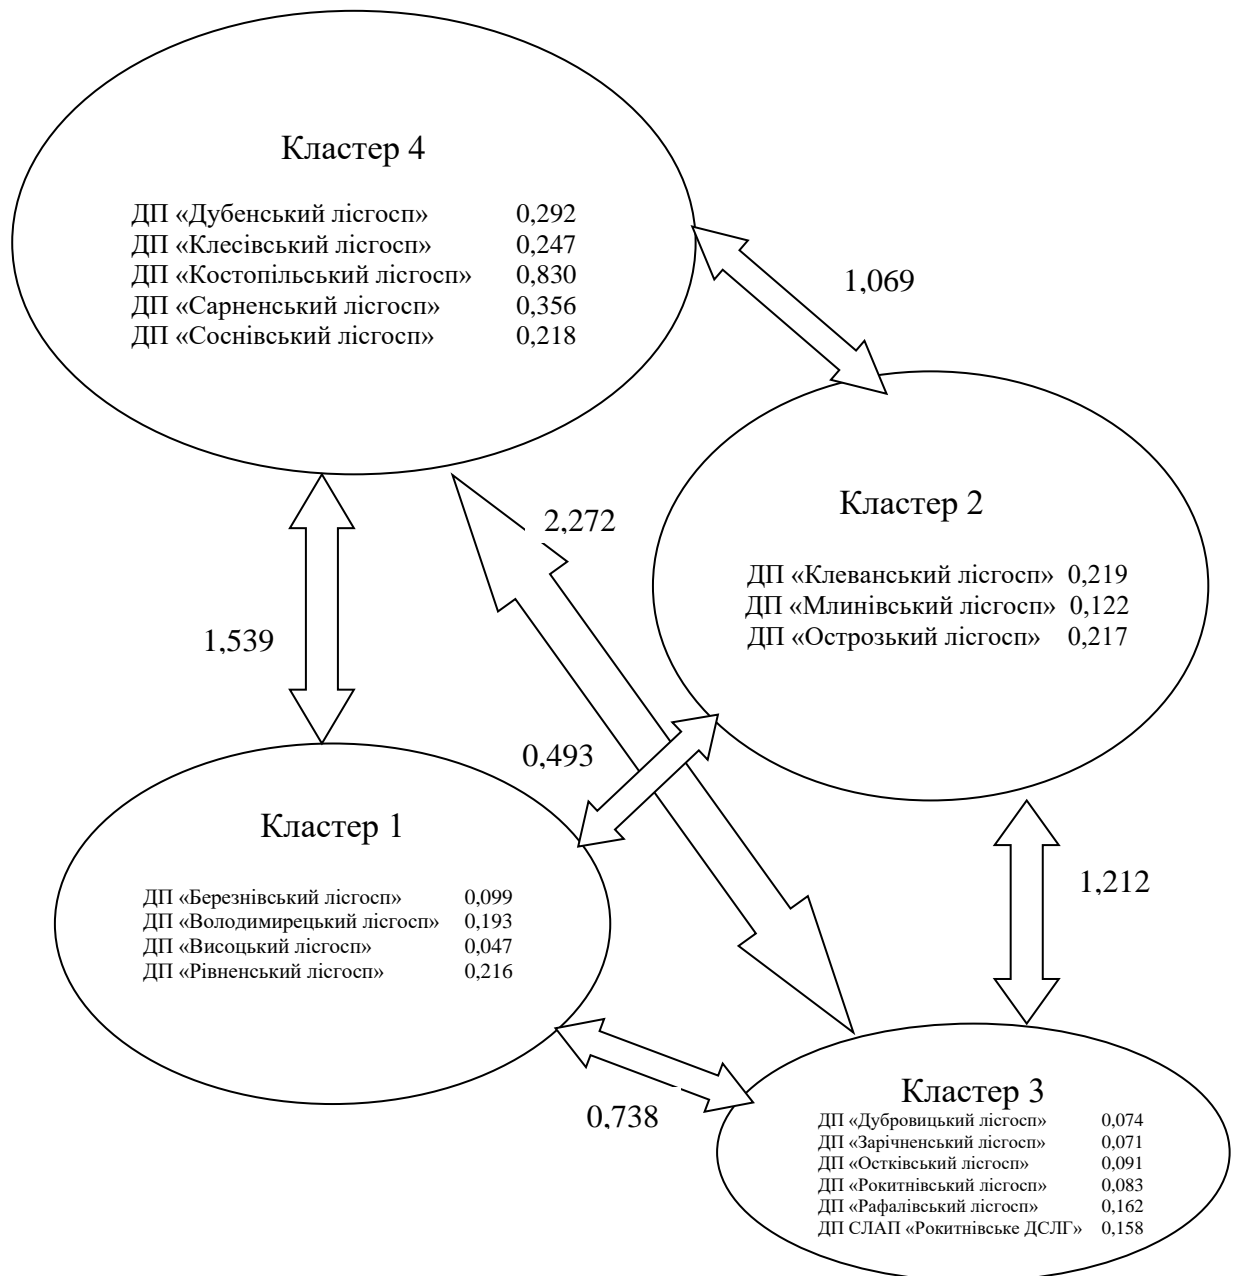 Кластер 4
ДП «Дубенський лісгосп» 0,292
ДП «Клесівський лісгосп» 0,247
ДП «Костопільський лісгосп» 0,830
ДП «Сарненський лісгосп» 0,356
ДП «Соснівський лісгосп» 0,218
1,069
Кластер 2
ДП «Клеванський лісгосп» 0,219
ДП «Млинівський лісгосп» 0,122
ДП «Острозький лісгосп» 0,217
2,272
1,539
0,493
Кластер 1
ДП «Березнівський лісгосп» 0,099
ДП «Володимирецький лісгосп» 0,193
ДП «Висоцький лісгосп» 0,047
ДП «Рівненський лісгосп» 0,216
1,212
0,738
Кластер 3
ДП «Дубровицький лісгосп» 0,074
ДП «Зарічненський лісгосп» 0,071
ДП «Остківський лісгосп» 0,091
ДП «Рокитнівський лісгосп» 0,083
ДП «Рафалівський лісгосп» 0,162
ДП СЛАП «Рокитнівське ДСЛГ» 0,158